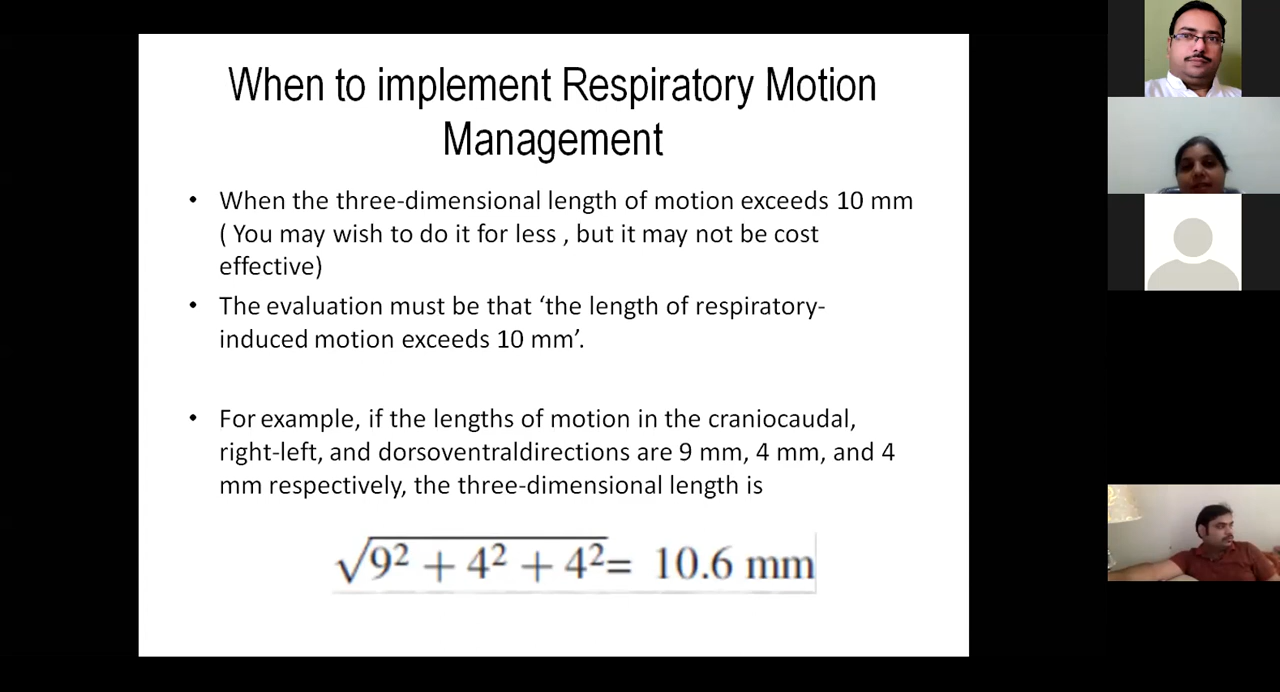 When to implement Respiratory Motion
Management
• When the three-dimensional length of motion exceeds 10 mm
( You may wish to do it for less , but it may not be cost
effective)
• The evaluation must be that ‘the length of respiratory-
induced motion exceeds 10 mm’.
• For example, if the lengths of motion in the craniocaudal,
right-left, and dorsoventraldirections are 9 mm, 4 mm, and 4
mm respectively, the three-dimensional length is
√9² + 4² + 4²= 10.6 mm